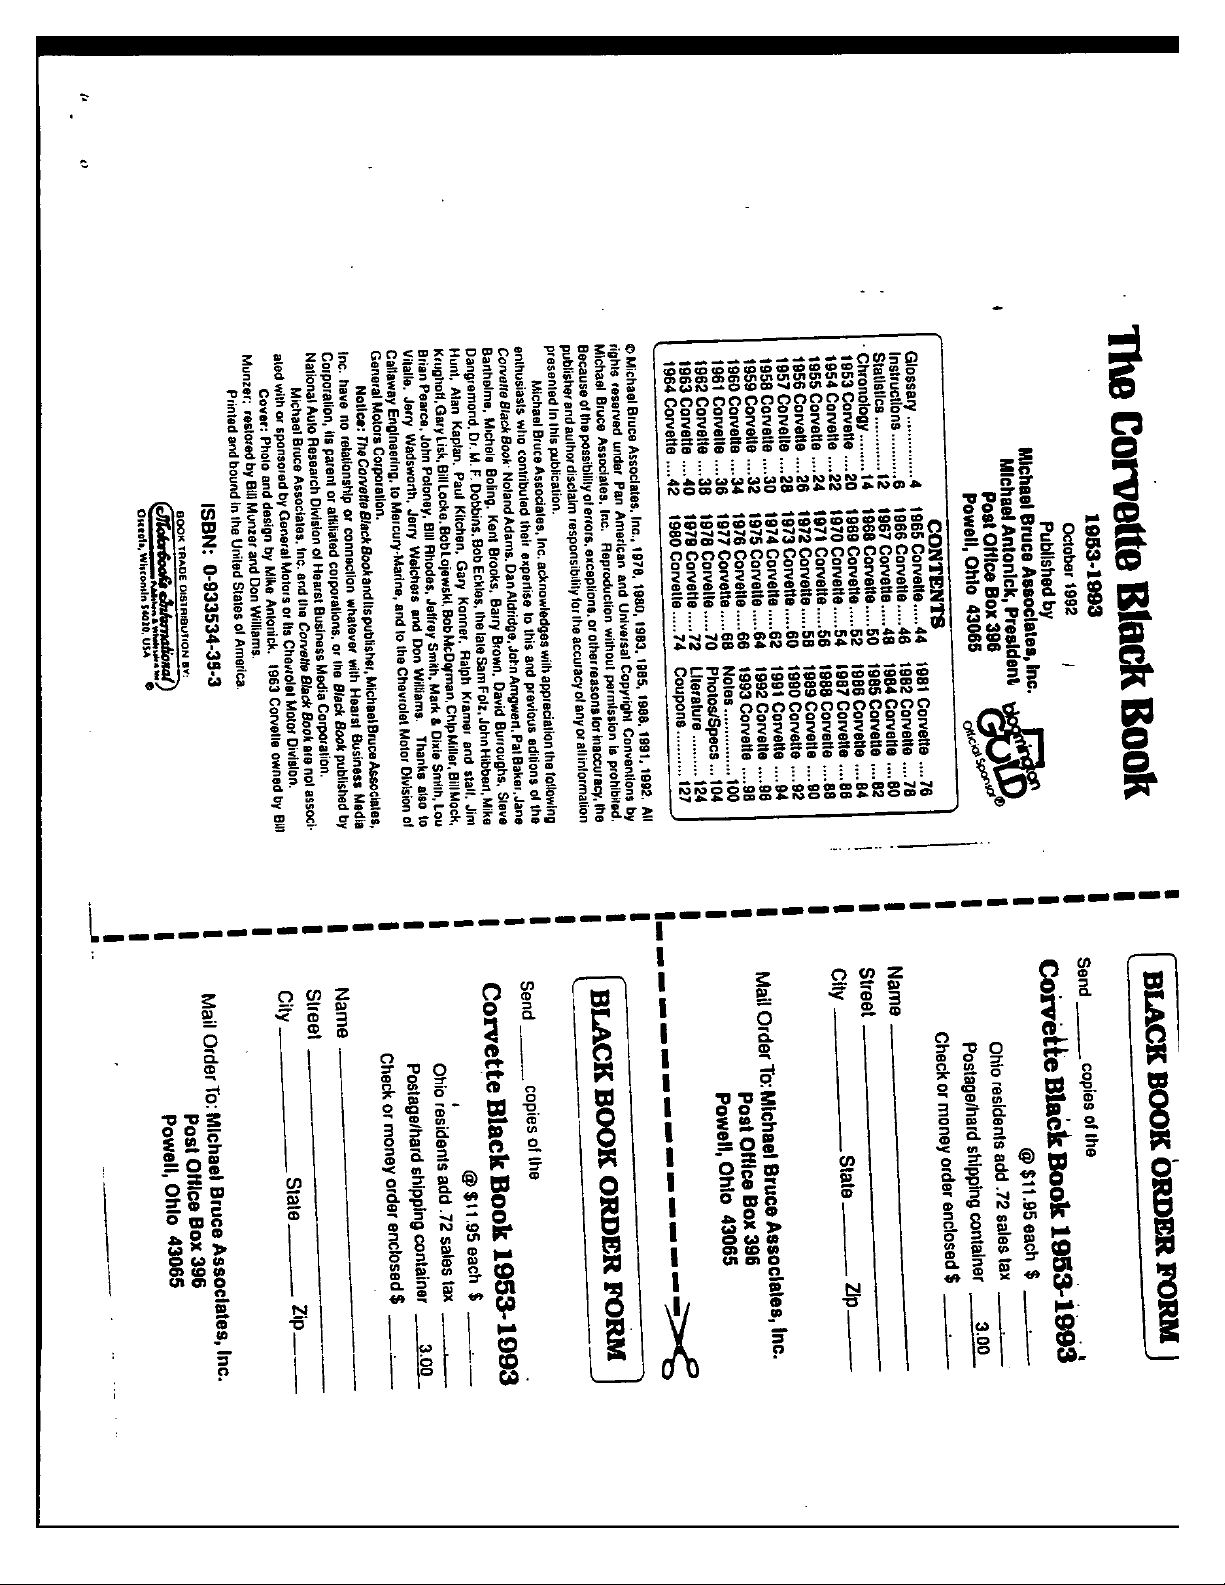 The Corvette Black Book
1953-1993
October 1992
Published by
Michael Bruce Associates, Inc.
Michael Antonick, President
Post Office Box 396
Powell, Ohio 43065
bloomington
GOLD
Official Sponsor®
CONTENTS
Glossary ............4
Instructions .........6
Statistics ...........12
Chronology .......14
1953 Corvette ....20
1954 Corvette ....22
1955 Corvette ....24
1956 Corvette ....26
1957 Corvette ....28
1958 Corvette ....30
1959 Corvette ....32
1960 Corvette ....34
1961 Corvette ....36
1962 Corvette ....38
1963 Corvette ....40
1964 Corvette ....42
1965 Corvette .....44
1966 Corvette .....46
1967 Corvette .....48
1968 Corvette .....50
1969 Corvette .....52
1970 Corvette .....54
1971 Corvette .....56
1972 Corvette .....58
1973 Corvette .....60
1974 Corvette .....62
1975 Corvette .....64
1976 Corvette .....66
1977 Corvette .....68
1978 Corvette .....70
1979 Corvette .....72
1980 Corvette .....74
1981 Corvette ....76
1982 Corvette ....78
1984 Corvette ....80
1985 Corvette ....82
1986 Corvette ....84
1987 Corvette ....86
1988 Corvette ....88
1989 Corvette ....90
1990 Corvette ....92
1991 Corvette ....94
1992 Corvette ....96
1993 Corvette ....98
Notes.............100
Photos/Specs ...104
Literature ........124
Coupons..........127
© Michael Bruce Associates, Inc., 1978, 1980, 1983, 1985, 1988, 1991, 1992. All
rights reserved under Pan American and Universal Copyright Conventions by
Michael Bruce Associates, Inc. Reproduction without permission is prohibited.
Because of the possibility of errors, exceptions, or other reasons for inaccuracy, the
publisher and author disclaim responsibility for the accuracy of any or all information
presented in this publication.
Michael Bruce Associates, Inc. acknowledges with appreciation the following
enthusiasts who contributed their expertise to this and previous editions of the
Corvette Black Book: Noland Adams, Dan Aldridge, John Amgwert, Pat Baker, Jane
Barthelme, Michele Boling, Kent Brooks, Barry Brown, David Burroughs, Steve
Dangremond, Dr. M. F. Dobbins, Bob Eckles, the late Sam Folz, John Hibbert, Mike
Hunt, Alan Kaplan, Paul Kitchen, Gary Konner, Ralph Kramer and staff, Jim
Krughoff, Gary Lisk, Bill Locke, Bob Lojewski, Bob McDorman, Chip Miller, Bill Mock,
Brian Pearce, John Poloney, Bill Rhodes, Jeffrey Smith, Mark & Dixie Smith, Lou
Vitalle, Jerry Wadsworth, Jerry Welchers and Don Williams. Thanks also to
Callaway Engineering, to Mercury-Marine, and to the Chevrolet Motor Division of
General Motors Corporation.
Notice: The Corvette Black Book and its publisher, Michael Bruce Associates,
Inc. have no relationship or connection whatever with Hearst Business Media
Corporation, its parent or affiliated corporations, or the Black Book published by
National Auto Research Division of Hearst Business Media Corporation.
Michael Bruce Associates, Inc. and the Corvette Black Book are not associ-
ated with or sponsored by General Motors or its Chevrolet Motor Division.
Cover: Photo and design by Mike Antonick. 1963 Corvette owned by Bill
Munzer; restored by Bill Munzer and Don Williams.
Printed and bound in the United States of America.
ISBN: 0-933534-35-3
BOOK TRADE DISTRIBUTION BY:
Motorbooks International
Publishers & Wholesalers Inc
Osceola, Wisconsin 54020, USA ®
BLACK BOOK ORDER FORM
Send ______ copies of the
Corvette Black Book 1953-1993
@ $11.95 each $ ___.___
Ohio residents add .72 sales tax ___.___
Postage/hard shipping container 3.00
Check or money order enclosed $ ___.___
Name
Street
City ____________ State ______ Zip_____
Mail Order To: Michael Bruce Associates, Inc.
Post Office Box 396
Powell, Ohio 43065
BLACK BOOK ORDER FORM
Send ______ copies of the
Corvette Black Book 1953-1993
@ $11.95 each $ ___.___
Ohio residents add .72 sales tax ___.___
Postage/hard shipping container 3.00
Check or money order enclosed $ ___.___
Name
Street
City ____________ State ______ Zip_____
Mail Order To: Michael Bruce Associates, Inc.
Post Office Box 396
Powell, Ohio 43065